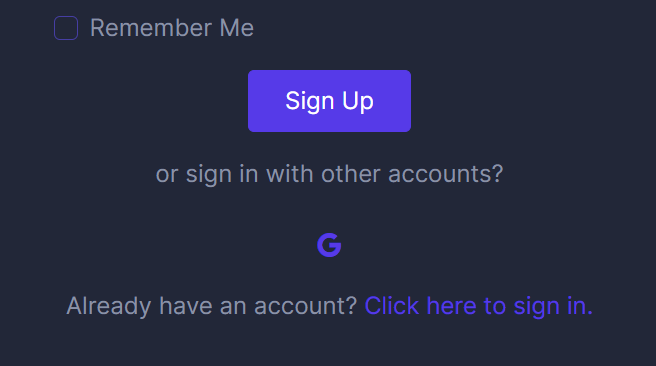 Remember Me
Sign Up
or sign in with other accounts?
G
Already have an account? Click here to sign in.